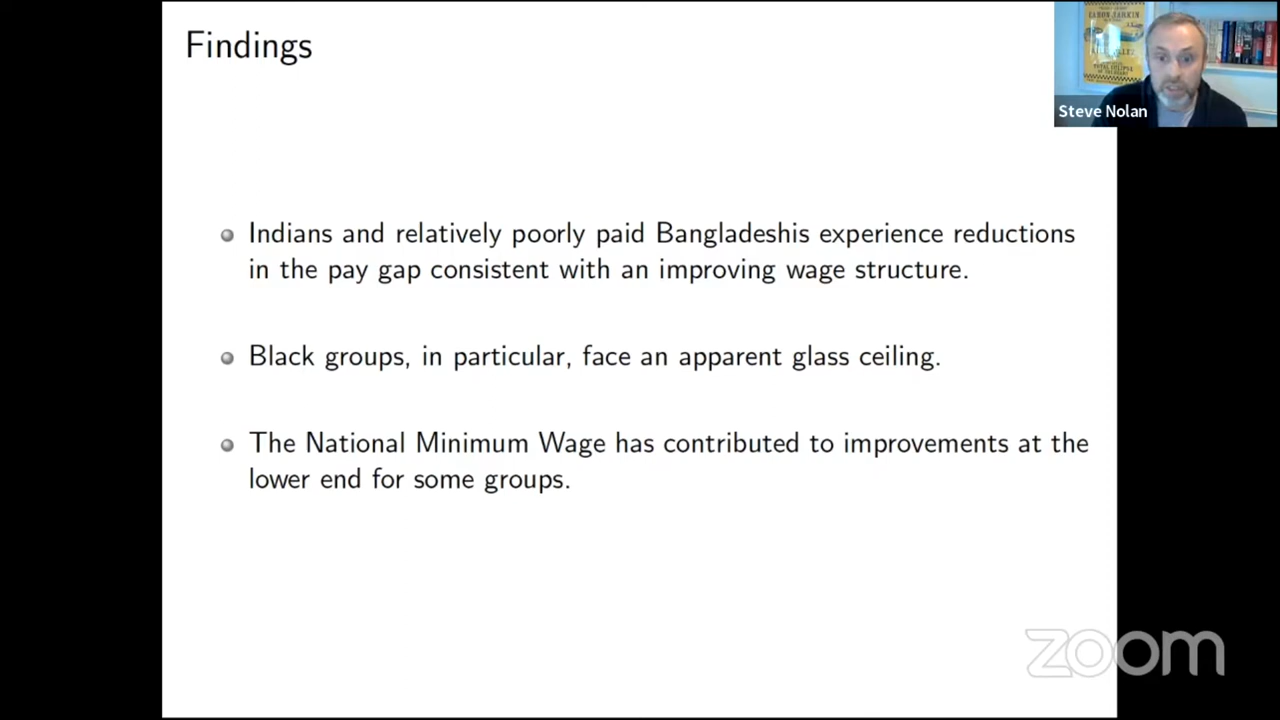 Findings
Steve Nolan
Indians and relatively poorly paid Bangladeshis experience reductions
in the pay gap consistent with an improving wage structure.
Black groups, in particular, face an apparent glass ceiling.
The National Minimum Wage has contributed to improvements at the
lower end for some groups.
zoom